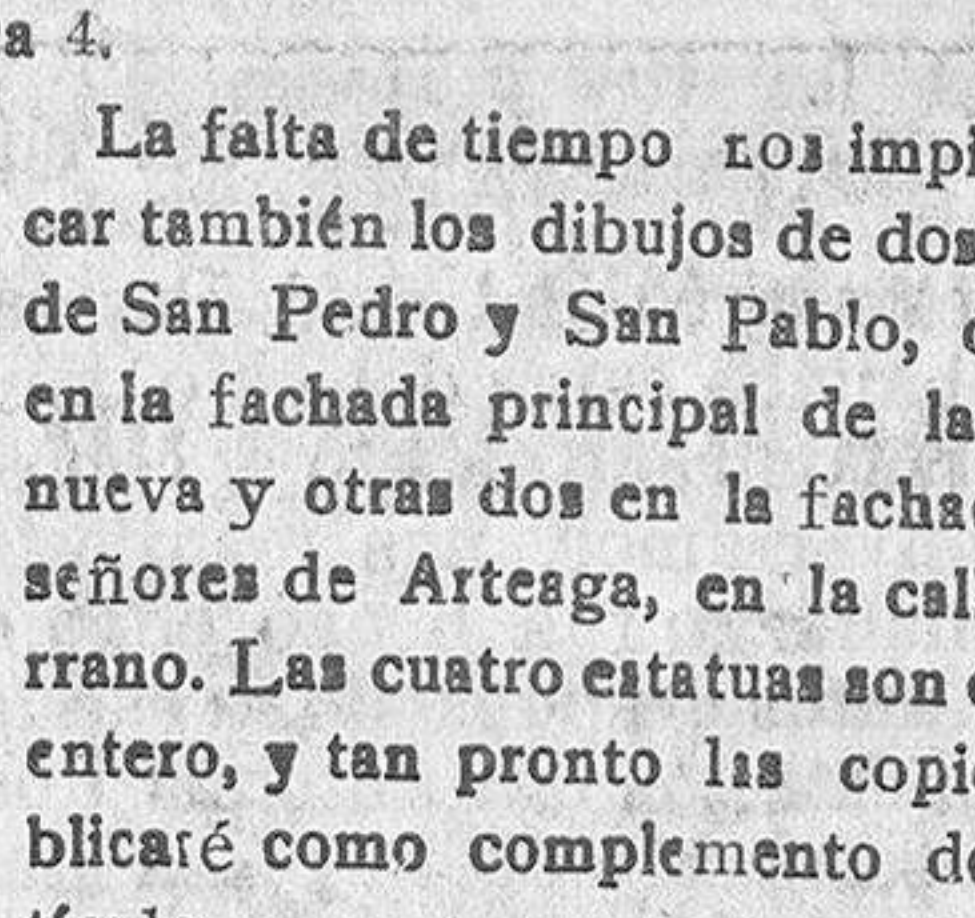 a 4.
La falta de tiempo nos impi
car también los dibujos de dos
de San Pedro y San Pablo,
en la fachada principal de la
nueva y otras dos en la facha
señores de Arteaga, en la call
rrano. Las cuatro estatuas son
entero, y tan pronto las copi
blicaré como complemento de